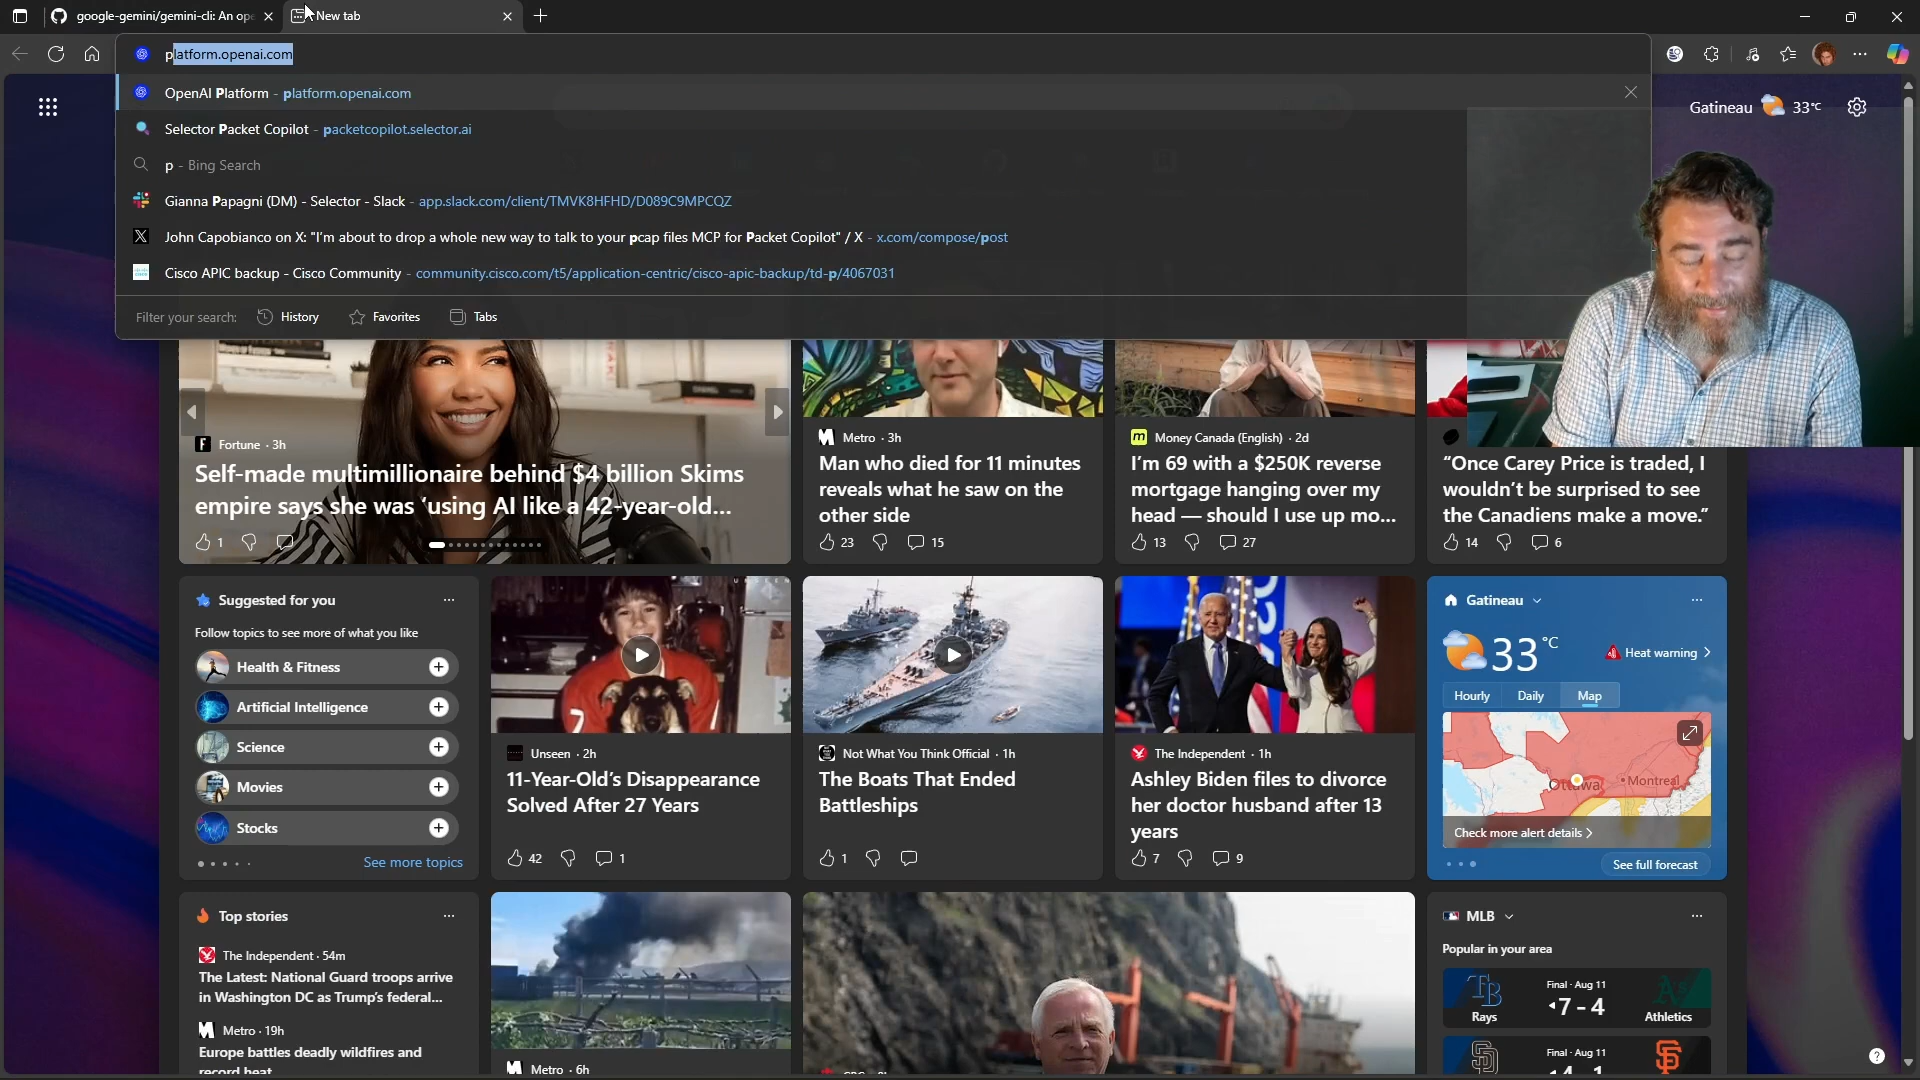 google-gemini/gemini-cli: An ope
New tab
platform.openai.com
OpenAI Platform - platform.openai.com
Selector Packet Copilot - packetcopilot.selector.ai
p - Bing Search
Gianna Papagni (DM) - Selector - Slack - app.slack.com/client/TMVK8HFHD/D089C9MPCQZ
John Capobianco on X: "I'm about to drop a whole new way to talk to your pcap files MCP for Packet Copilot" / X - x.com/compose/post
Cisco APIC backup - Cisco Community - community.cisco.com/t5/application-centric/cisco-apic-backup/td-p/4067031
Filter your search: History Favorites Tabs
Gatineau 33°C
Fortune · 3h
Self-made multimillionaire behind $4 billion Skims
empire says she was 'using AI like a 42-year-old...
1
Metro · 3h
Man who died for 11 minutes
reveals what he saw on the
other side
23 15
Money Canada (English) · 2d
I'm 69 with a $250K reverse
mortgage hanging over my
head — should I use up mo...
13 27
"Once Carey Price is traded, I
wouldn't be surprised to see
the Canadiens make a move."
14 6
Suggested for you
Follow topics to see more of what you like
Health & Fitness
Artificial Intelligence
Science
Movies
Stocks
See more topics
UNSEEN
Unseen · 2h
11-Year-Old's Disappearance
Solved After 27 Years
42 1
Not What You Think Official · 1h
The Boats That Ended
Battleships
1
The Independent · 1h
Ashley Biden files to divorce
her doctor husband after 13
years
7 9
Gatineau
33 °C
Heat warning
Hourly Daily Map
Ottawa
Montreal
Check more alert details
See full forecast
Top stories
The Independent · 54m
The Latest: National Guard troops arrive
in Washington DC as Trump's federal...
Metro · 19h
Europe battles deadly wildfires and
record heat
Metro · 6h
MLB
Popular in your area
Final · Aug 11
7 - 4
Rays
Athletics
Final · Aug 11
4 - 1